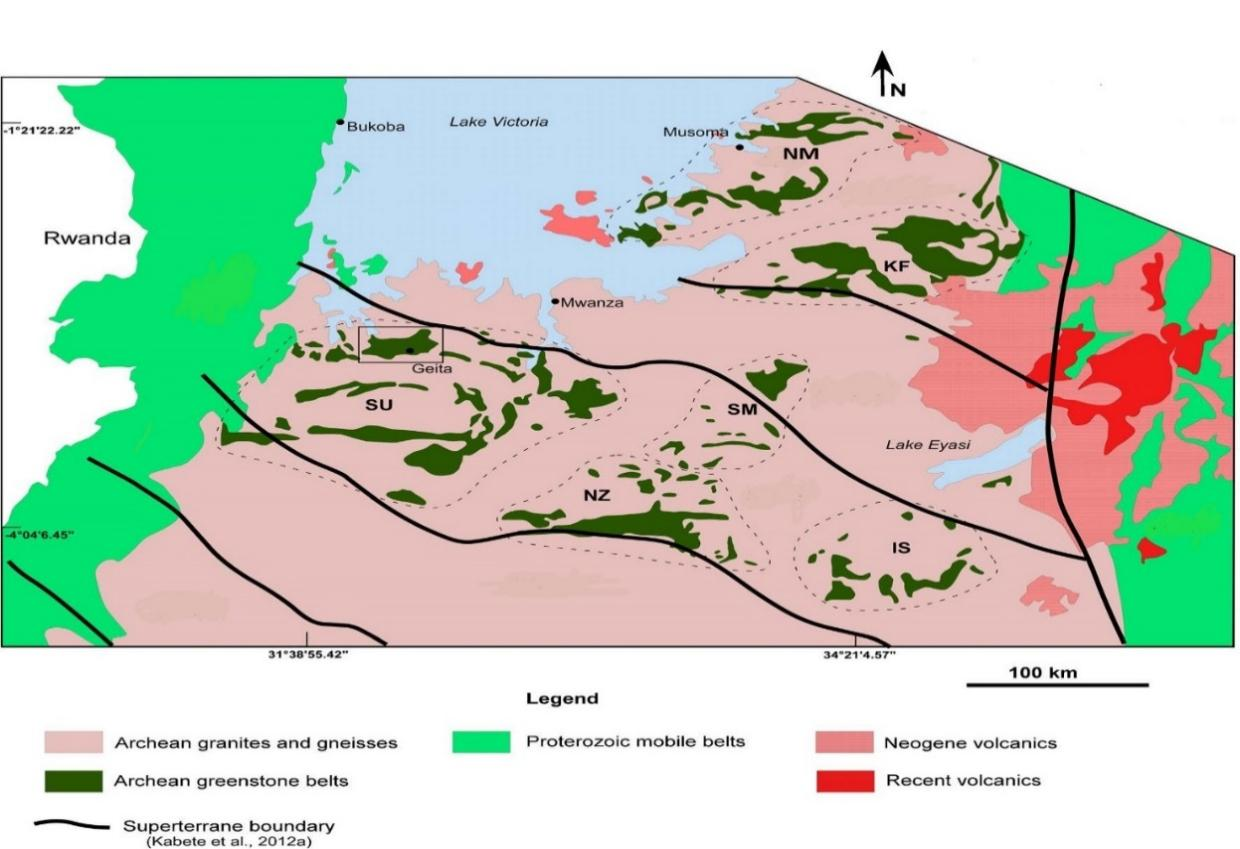 N
-1°21'22.22"
Bukoba
Lake Victoria
Musoma
NM
Rwanda
KF
Mwanza
Geita
SU
SM
Lake Eyasi
NZ
-4°04'6.45"
IS
31°38'55.42"
34°21'4.57"
100 km
Legend
Archean granites and gneisses
Proterozoic mobile belts
Neogene volcanics
Archean greenstone belts
Recent volcanics
Superterrane boundary
(Kabete et al., 2012a)